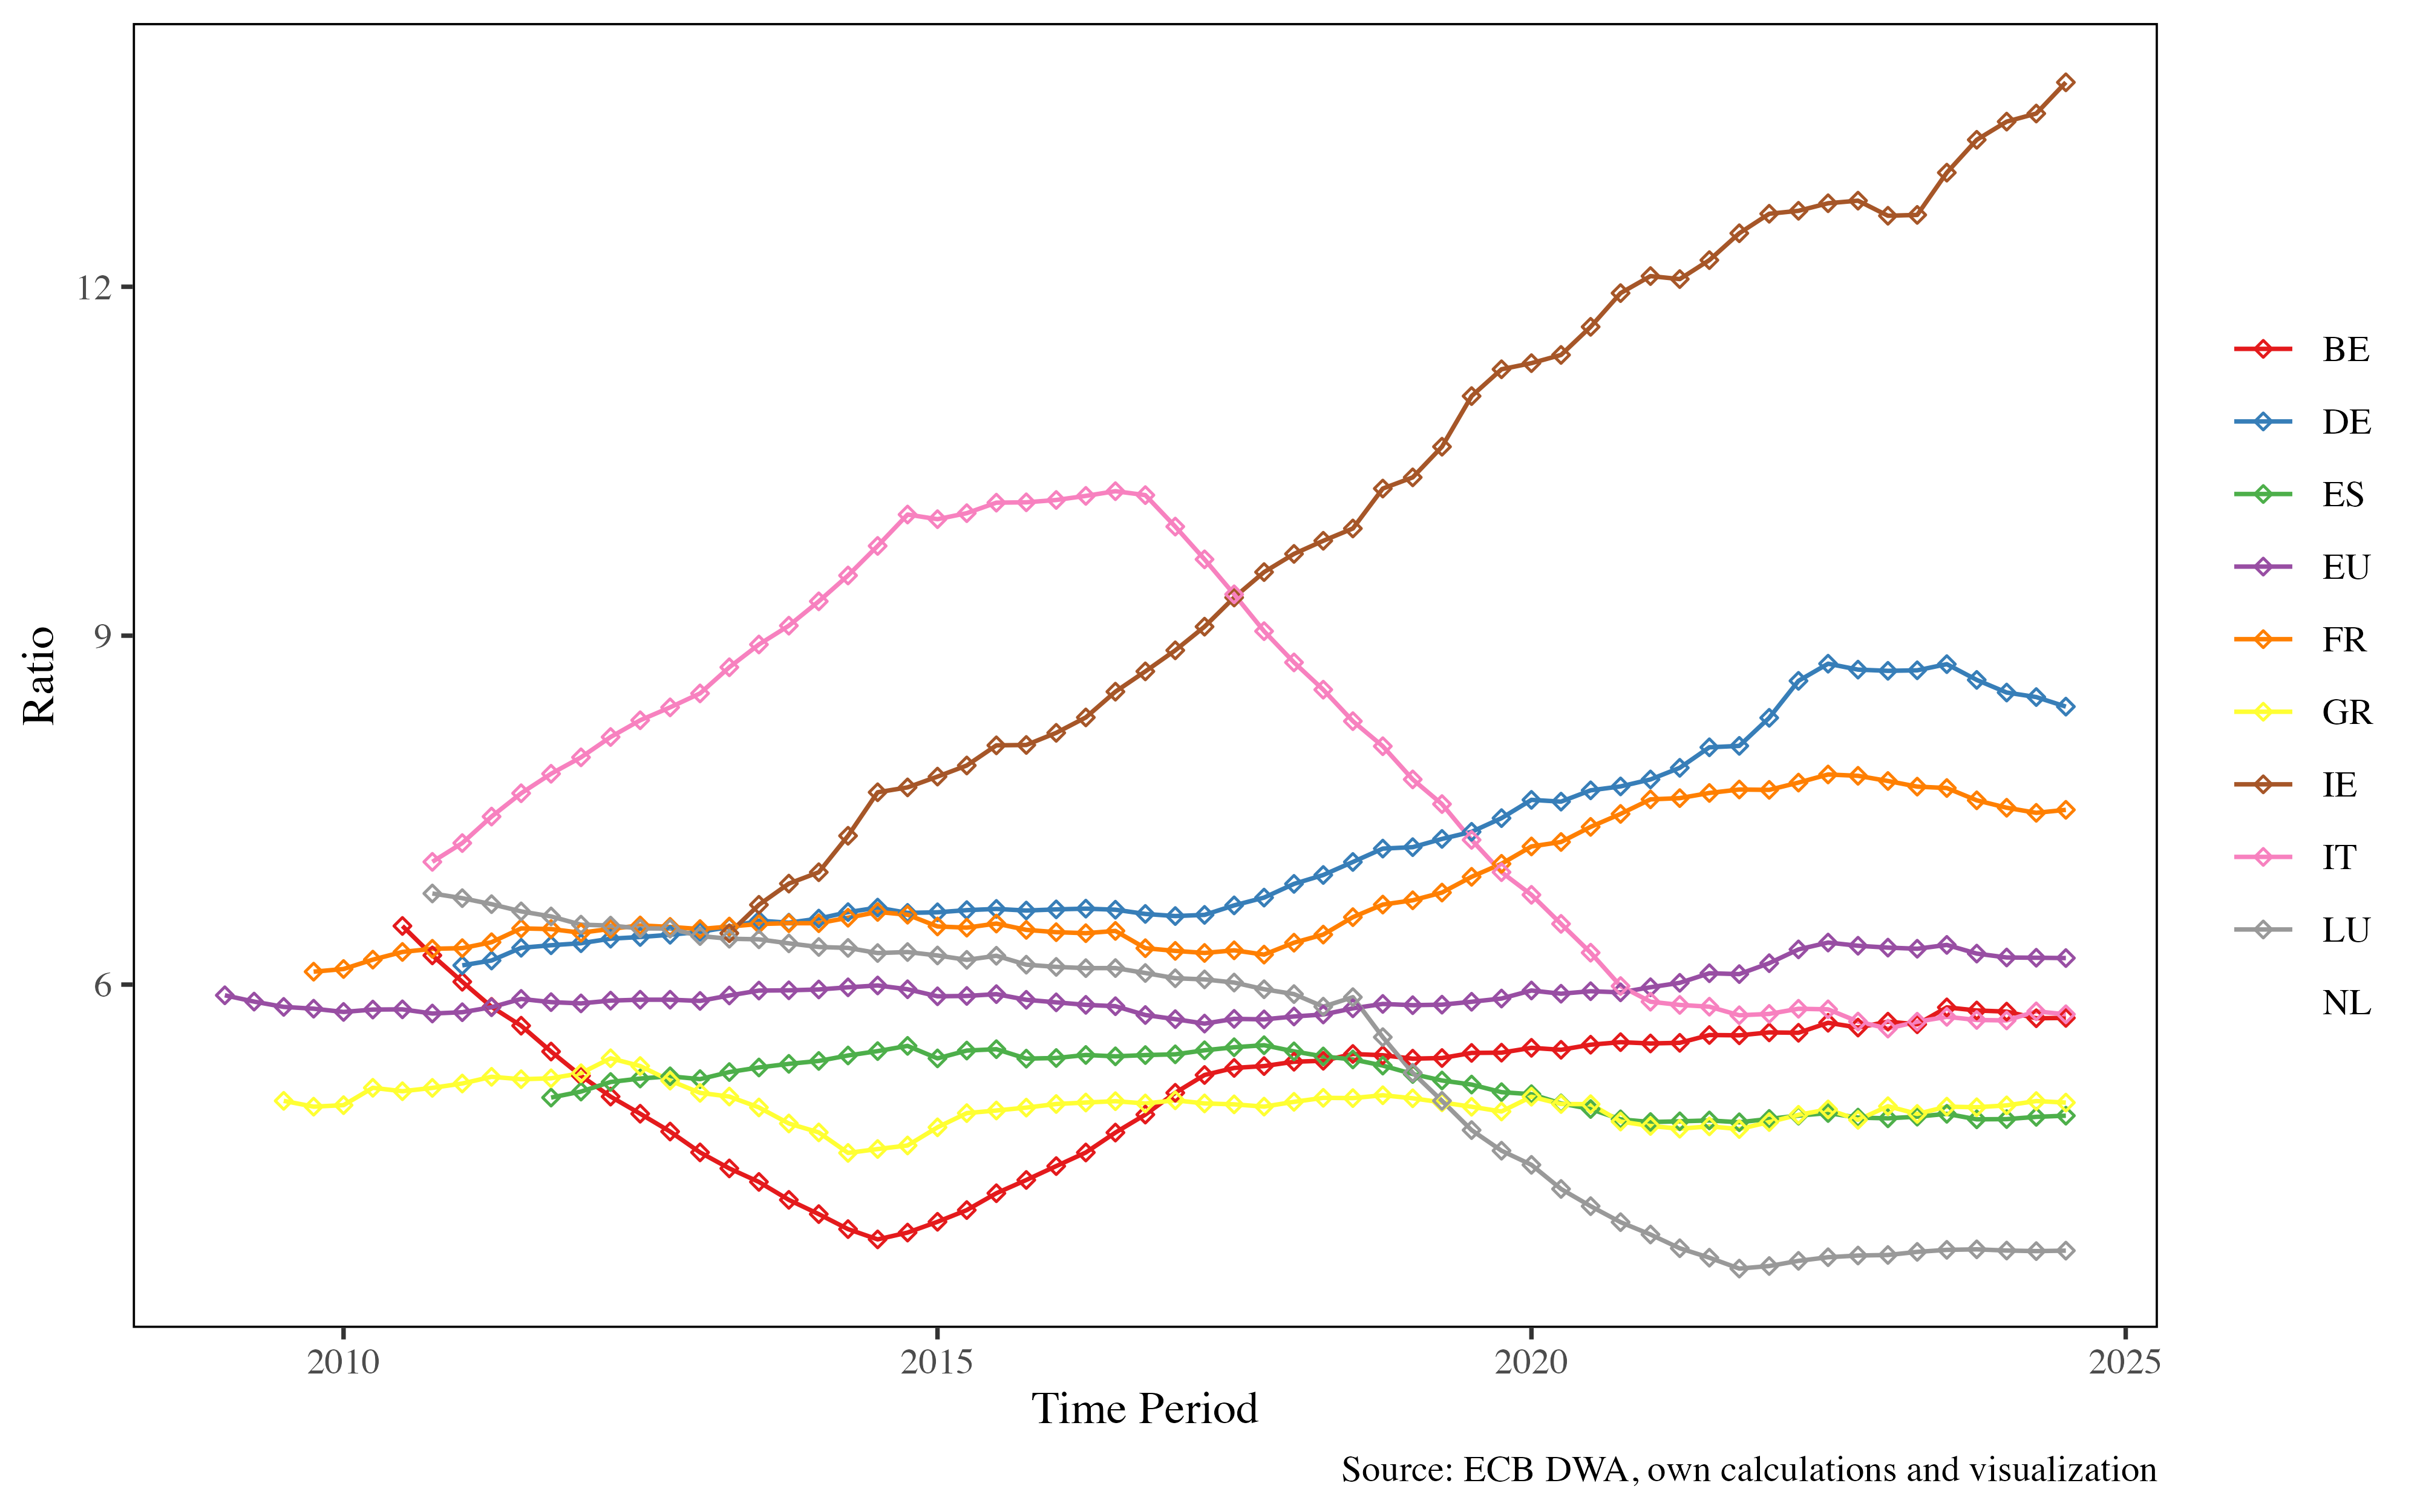 Ratio
12
9
6
2010
2015
2020
2025
Time Period
BE
DE
ES
EU
FR
GR
IE
IT
LU
NL
Source: ECB DWA, own calculations and visualization